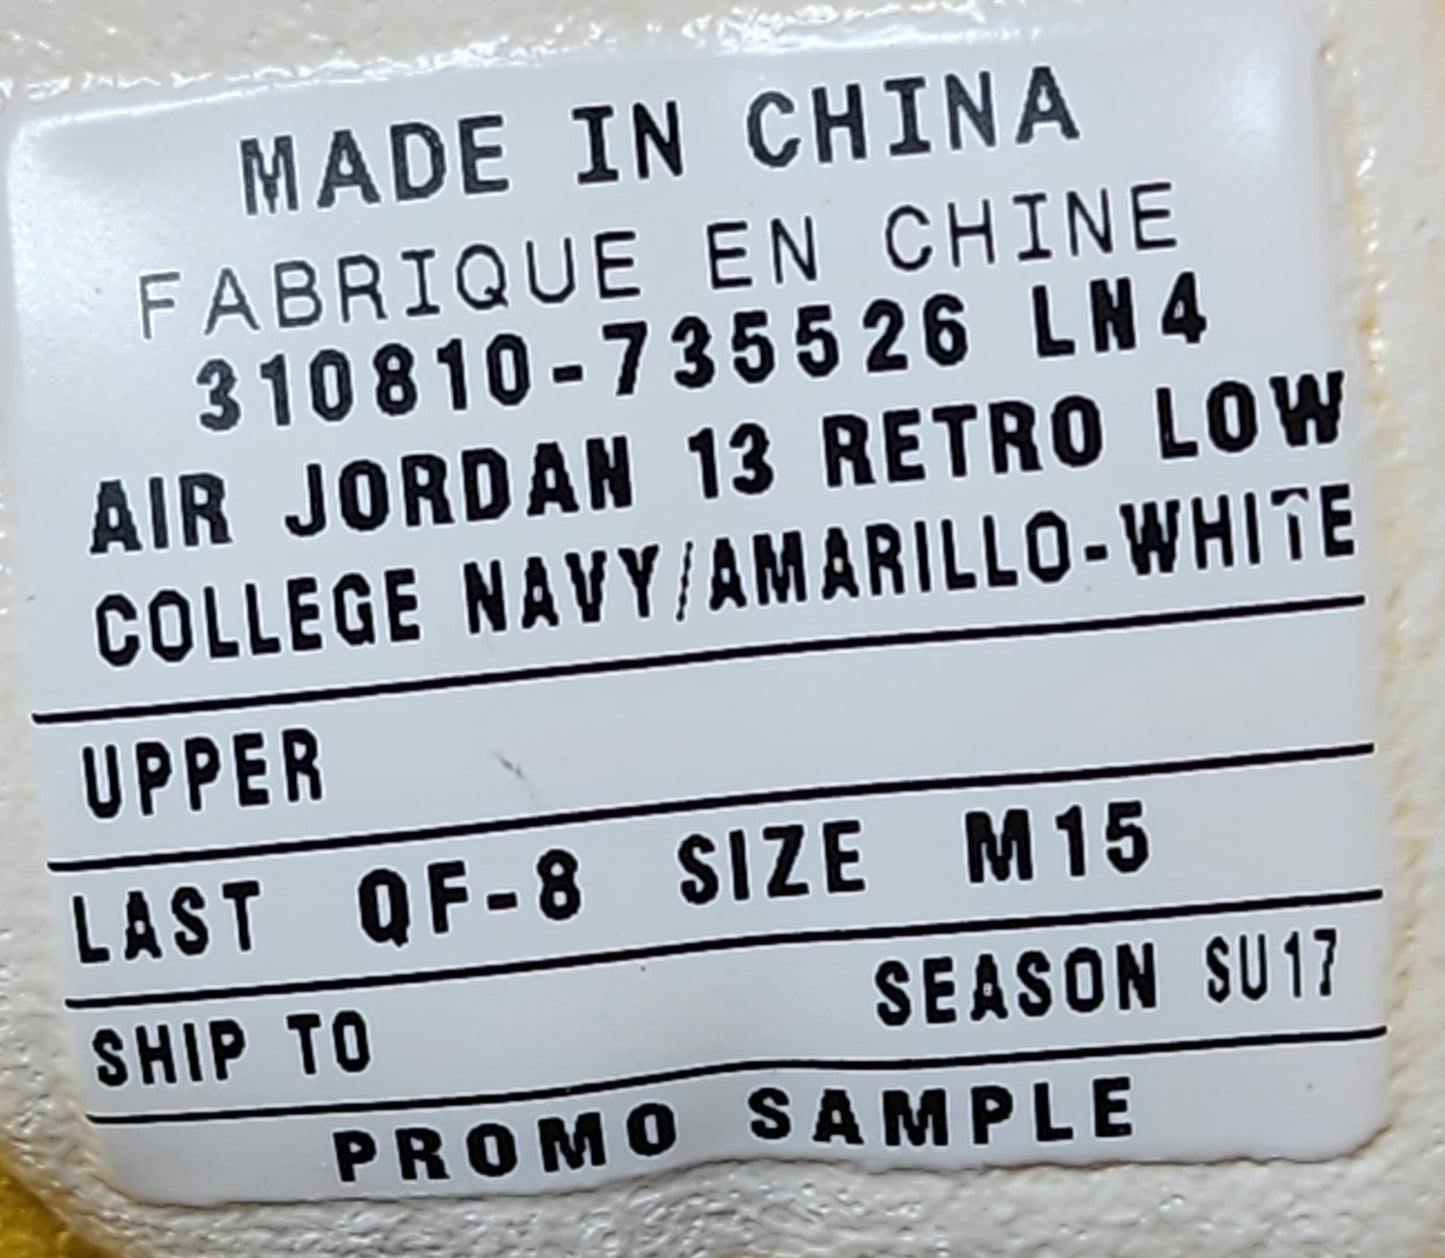 MADE IN CHINA
FABRIQUE EN CHINE
310810-735526 LN4
AIR JORDAN 13 RETRO LOW
COLLEGE NAVY/AMARILLO-WHITE
UPPER
LAST QF-8 SIZE M15
SHIP TO SEASON SU17
PROMO SAMPLE